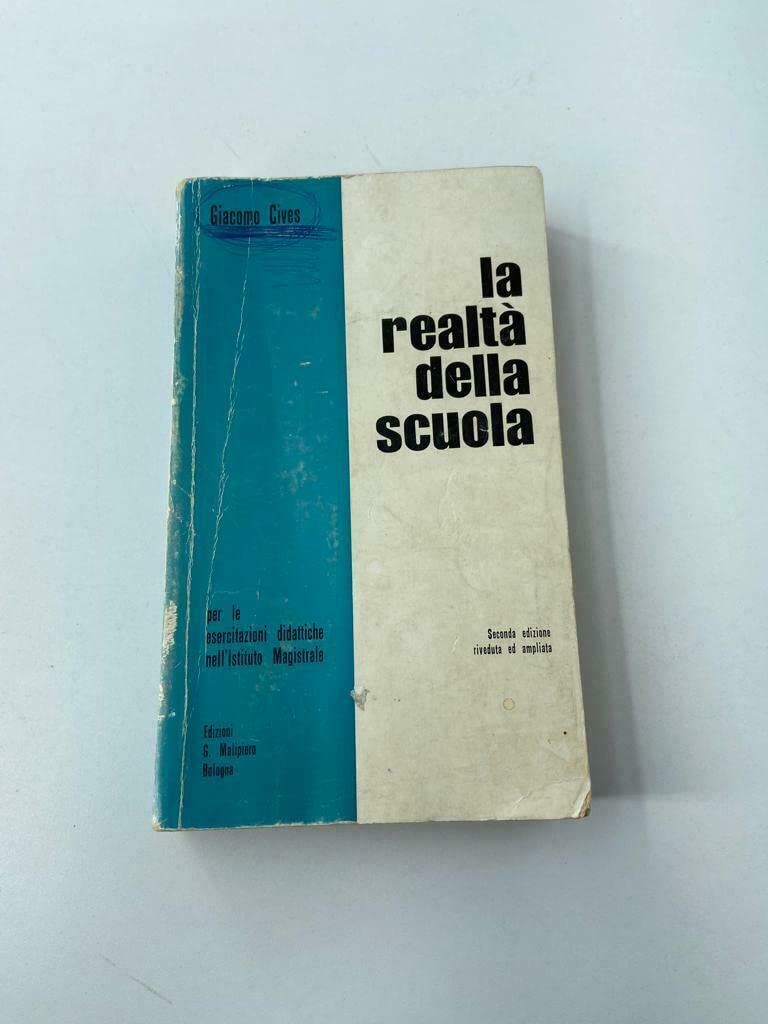 Giacomo Cives
la
realtà
della
scuola
per le
esercitazioni didattiche
nell'Istituto Magistrale
Seconda edizione
riveduta ed ampliata
Edizioni
G. Malipiero
Bologna